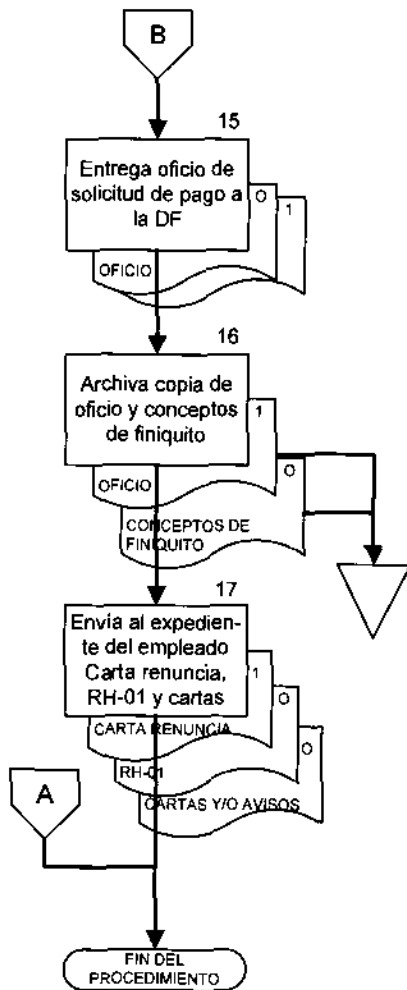 B
15
Entrega oficio de
solicitud de pago a
la DF
O
1
OFICIO
16
Archiva copia de
oficio y conceptos
de finiquito
1
OFICIO
O
CONCEPTOS DE
FINIQUITO
17
Envía al expedien-
te del empleado
Carta renuncia,
RH-01 y cartas
1
CARTA RENUNCIA
O
RH-01
O
CARTAS Y/O AVISOS
A
FIN DEL
PROCEDIMIENTO